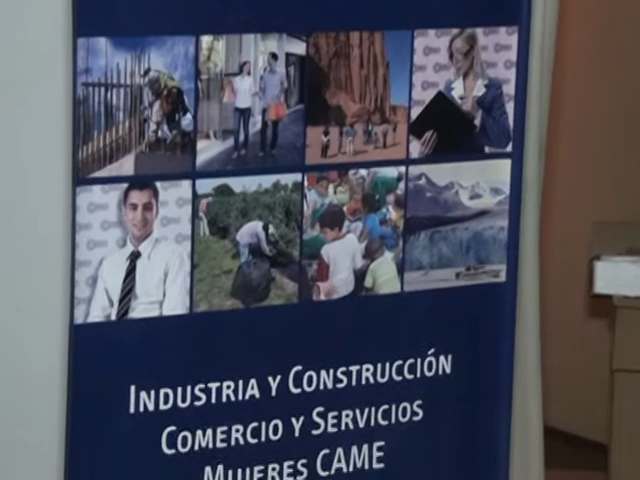 INDUSTRIA Y CONSTRUCCIÓN
COMERCIO Y SERVICIOS
MUJERES CAME